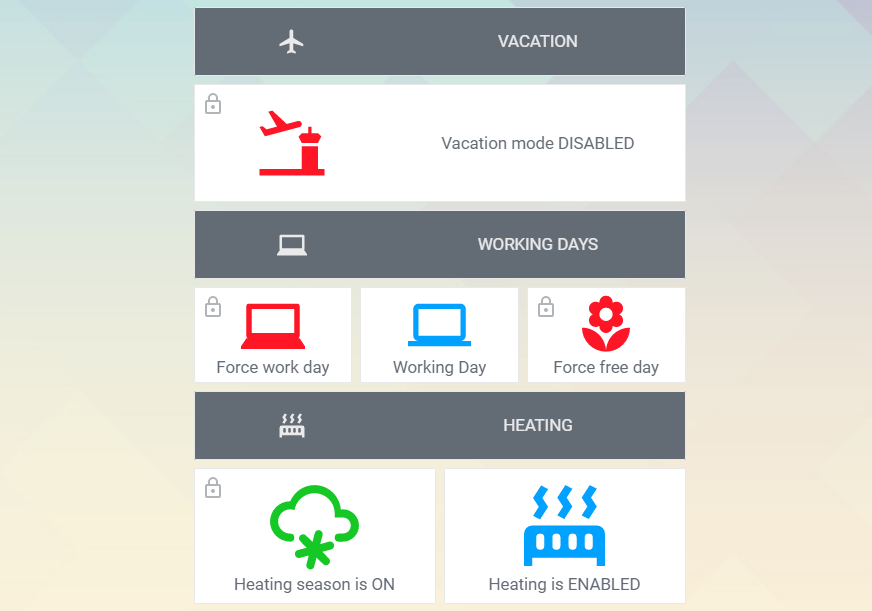 VACATION
Vacation mode DISABLED
WORKING DAYS
Force work day
Working Day
Force free day
HEATING
Heating season is ON
Heating is ENABLED